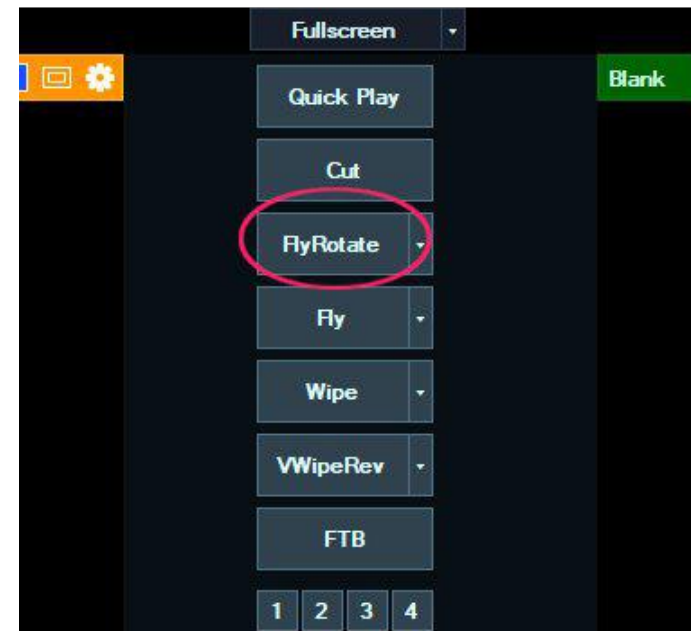 Fullscreen
Blank
Quick Play
Cut
FlyRotate
Fly
Wipe
VWipeRev
FTB
1 2 3 4